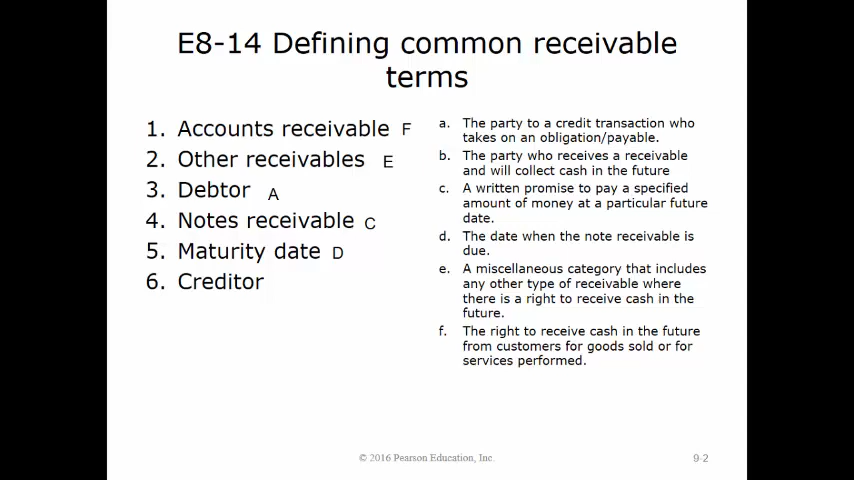 E8-14 Defining common receivable
terms
1. Accounts receivable F
2. Other receivables E
3. Debtor A
4. Notes receivable C
5. Maturity date D
6. Creditor
a. The party to a credit transaction who
takes on an obligation/payable.
b. The party who receives a receivable
and will collect cash in the future
c. A written promise to pay a specified
amount of money at a particular future
date.
d. The date when the note receivable is
due.
e. A miscellaneous category that includes
any other type of receivable where
there is a right to receive cash in the
future.
f. The right to receive cash in the future
from customers for goods sold or for
services performed.
© 2016 Pearson Education, Inc.
9-2